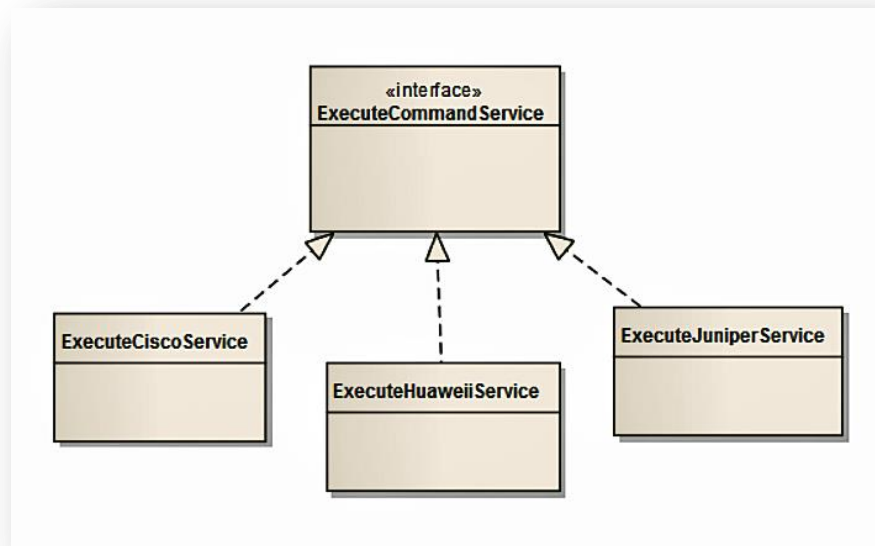 «interface»
ExecuteCommandService
ExecuteCiscoService
ExecuteHuaweiiService
ExecuteJuniperService